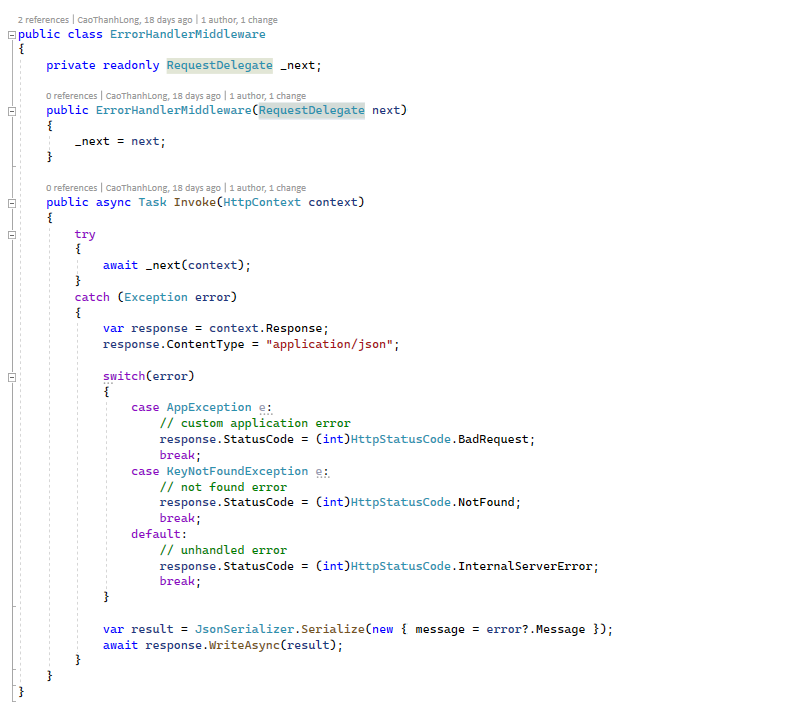 2 references | CaoThanhLong, 18 days ago | 1 author, 1 change
public class ErrorHandlerMiddleware
{
    private readonly RequestDelegate _next;

    0 references | CaoThanhLong, 18 days ago | 1 author, 1 change
    public ErrorHandlerMiddleware(RequestDelegate next)
    {
        _next = next;
    }

    0 references | CaoThanhLong, 18 days ago | 1 author, 1 change
    public async Task Invoke(HttpContext context)
    {
        try
        {
            await _next(context);
        }
        catch (Exception error)
        {
            var response = context.Response;
            response.ContentType = "application/json";

            switch(error)
            {
                case AppException e:
                    // custom application error
                    response.StatusCode = (int)HttpStatusCode.BadRequest;
                    break;
                case KeyNotFoundException e:
                    // not found error
                    response.StatusCode = (int)HttpStatusCode.NotFound;
                    break;
                default:
                    // unhandled error
                    response.StatusCode = (int)HttpStatusCode.InternalServerError;
                    break;
            }

            var result = JsonSerializer.Serialize(new { message = error?.Message });
            await response.WriteAsync(result);
        }
    }
}